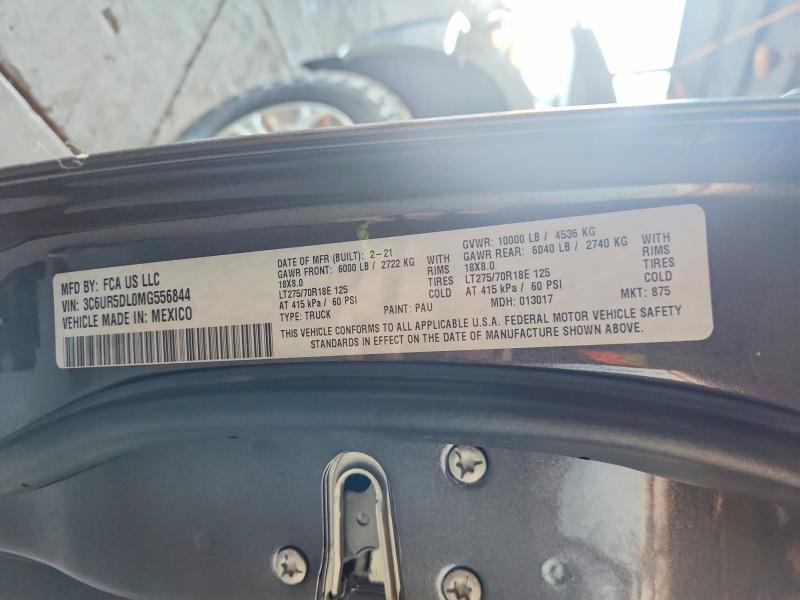 MFD BY: FCA US LLC
VIN: 3C6UR5DL0MG556844
VEHICLE MADE IN: MEXICO
DATE OF MFR (BUILT): 2-21
GAWR FRONT: 6000 LB / 2722 KG WITH
18X8.0 RIMS
LT275/70R18E 125 TIRES
AT 415 kPa / 60 PSI COLD
TYPE: TRUCK PAINT: PAU
GVWR: 10000 LB / 4536 KG
GAWR REAR: 6040 LB / 2740 KG WITH
18X8.0 RIMS
LT275/70R18E 125 TIRES
AT 415 kPa / 60 PSI COLD
MDH: 013017 MKT: 875
THIS VEHICLE CONFORMS TO ALL APPLICABLE U.S.A. FEDERAL MOTOR VEHICLE SAFETY
STANDARDS IN EFFECT ON THE DATE OF MANUFACTURE SHOWN ABOVE.